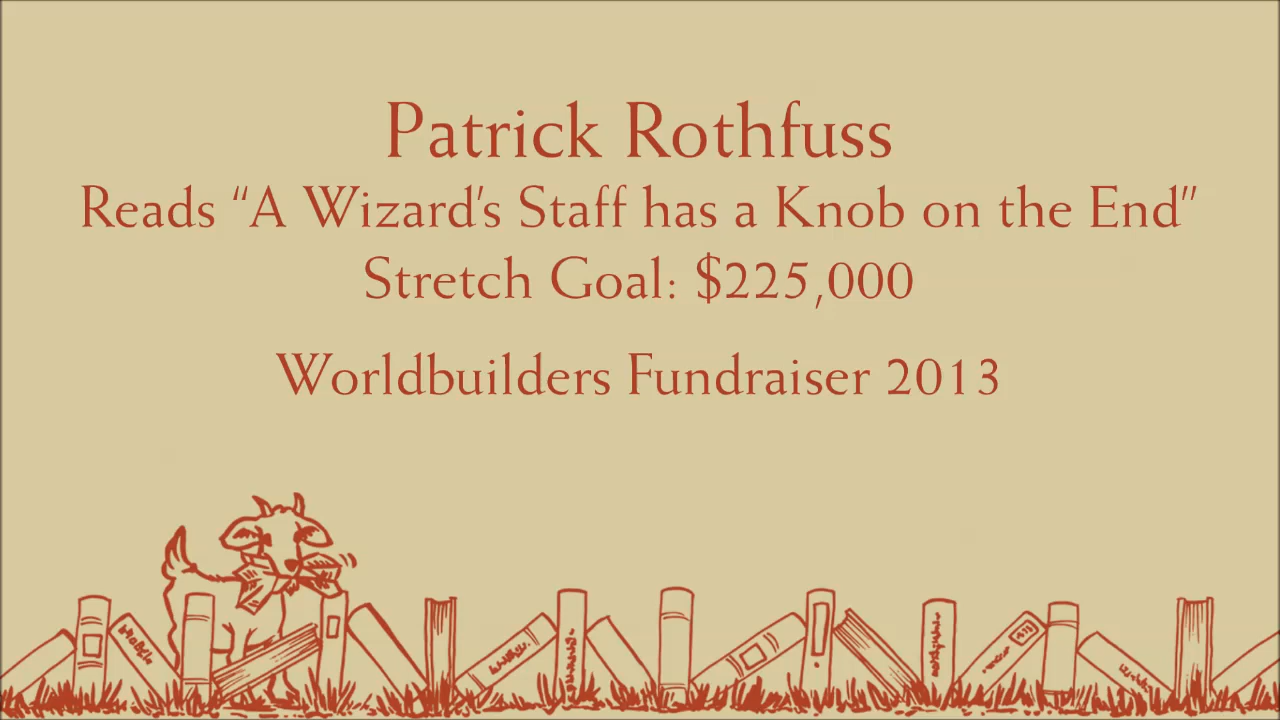 Patrick Rothfuss
Reads “A Wizard's Staff has a Knob on the End”
Stretch Goal: $225,000
Worldbuilders Fundraiser 2013